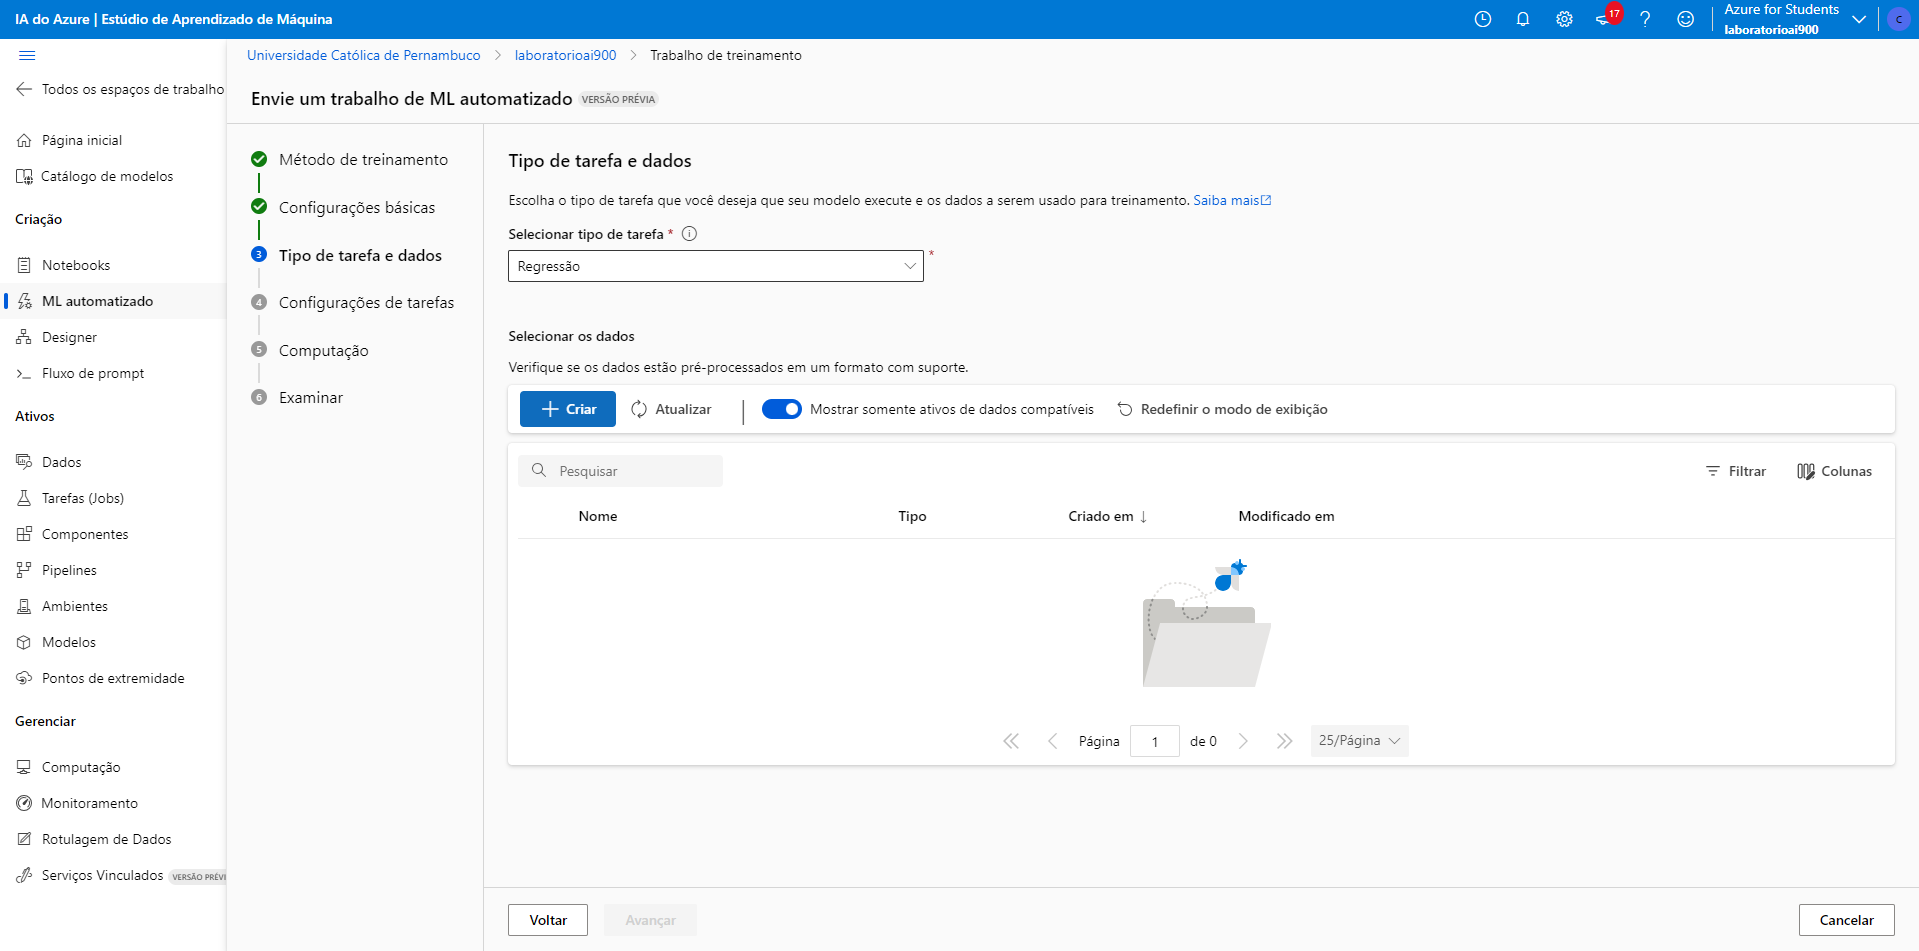 IA do Azure | Estúdio de Aprendizado de Máquina
17
Azure for Students
laboratorioai900
C
Todos os espaços de trabalho
Página inicial
Catálogo de modelos
Criação
Notebooks
ML automatizado
Designer
Fluxo de prompt
Ativos
Dados
Tarefas (Jobs)
Componentes
Pipelines
Ambientes
Modelos
Pontos de extremidade
Gerenciar
Computação
Monitoramento
Rotulagem de Dados
Serviços Vinculados VERSÃO PRÉVI
Universidade Católica de Pernambuco > laboratorioai900 > Trabalho de treinamento
Envie um trabalho de ML automatizado VERSÃO PRÉVIA
Método de treinamento
Configurações básicas
3 Tipo de tarefa e dados
4 Configurações de tarefas
5 Computação
6 Examinar
Tipo de tarefa e dados
Escolha o tipo de tarefa que você deseja que seu modelo execute e os dados a serem usado para treinamento. Saiba mais
Selecionar tipo de tarefa *
Regressão *
Selecionar os dados
Verifique se os dados estão pré-processados em um formato com suporte.
Criar Atualizar | Mostrar somente ativos de dados compatíveis Redefinir o modo de exibição
Pesquisar Filtrar Colunas
Nome Tipo Criado em ↓ Modificado em
Página 1 de 0 25/Página
Voltar Avançar Cancelar